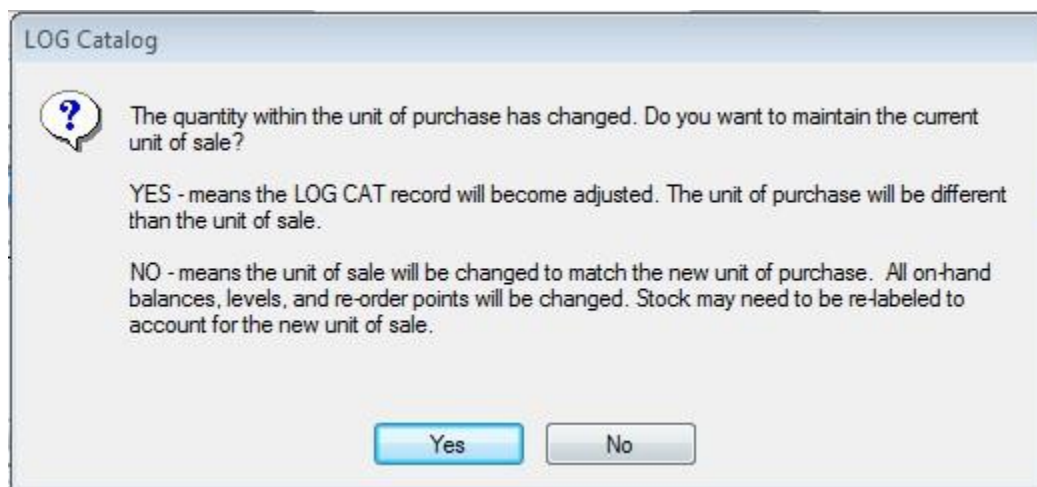 LOG Catalog
The quantity within the unit of purchase has changed. Do you want to maintain the current
unit of sale?
YES - means the LOG CAT record will become adjusted. The unit of purchase will be different
than the unit of sale.
NO - means the unit of sale will be changed to match the new unit of purchase.  All on-hand
balances, levels, and re-order points will be changed. Stock may need to be re-labeled to
account for the new unit of sale.
Yes
No